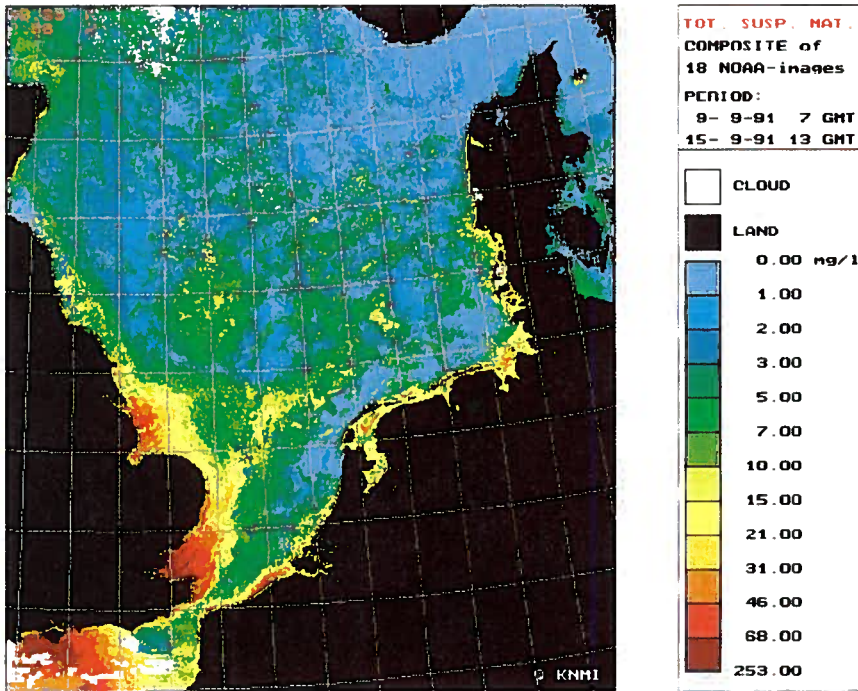 TOT. SUSP. MAT.
COMPOSITE of
18 NOAA-images
PERIOD:
9- 9-91 7 GMT
15- 9-91 13 GMT
CLOUD
LAND
0.00 mg/l
1.00
2.00
3.00
5.00
7.00
10.00
15.00
21.00
31.00
46.00
68.00
253.00
© KNMI